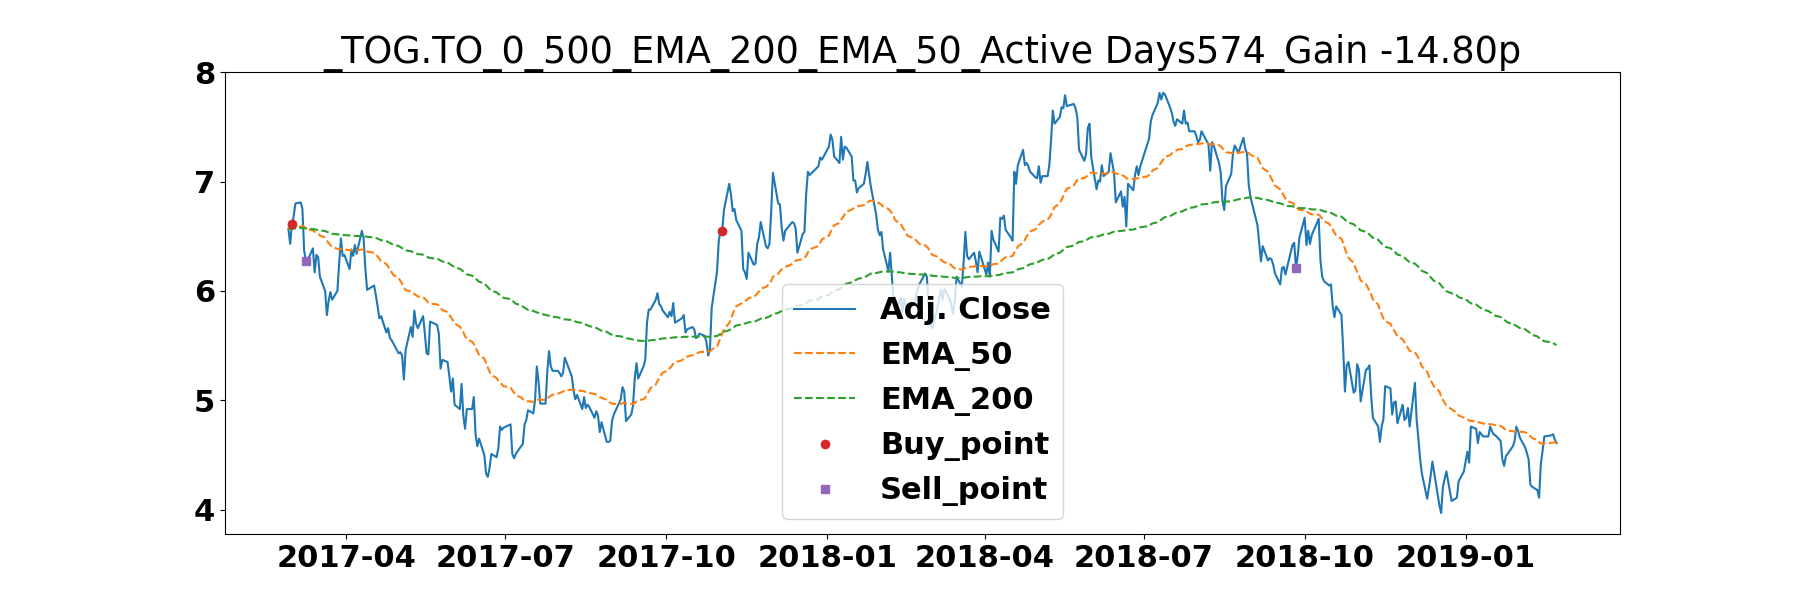 _TOG.TO_0_500_EMA_200_EMA_50_Active Days574_Gain -14.80p
8
7
6
5
4
Adj. Close
EMA_50
EMA_200
Buy_point
Sell_point
2017-04 2017-07 2017-10 2018-01 2018-04 2018-07 2018-10 2019-01